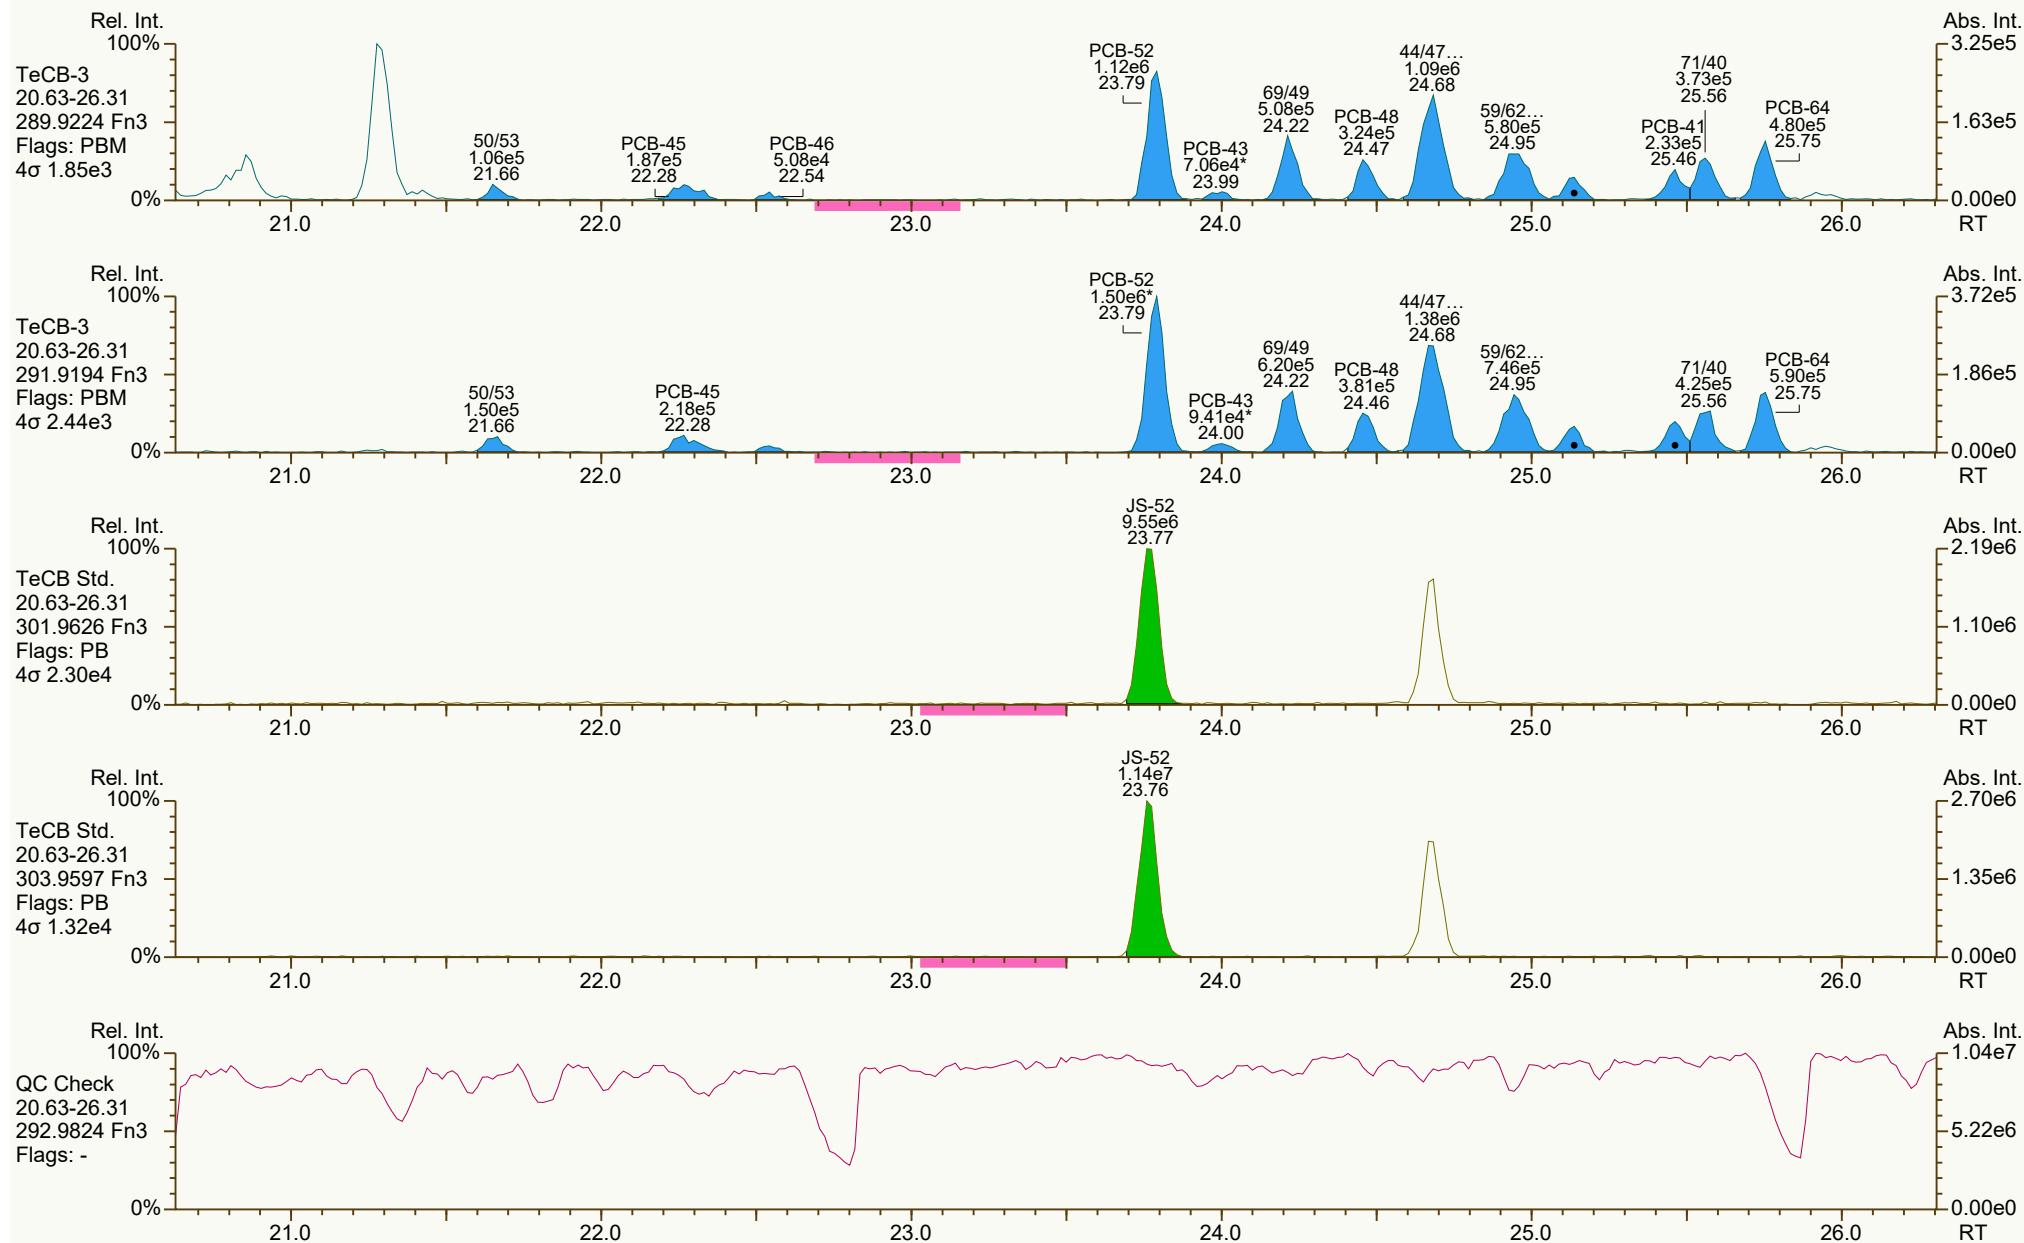 Rel. Int.
Abs. Int.
100%
3.25e5
TeCB-3
20.63-26.31
289.9224 Fn3
Flags: PBM
4σ 1.85e3
1.63e5
0%
0.00e0
50/53
1.06e5
21.66
PCB-45
1.87e5
22.28
PCB-46
5.08e4
22.54
PCB-52
1.12e6
23.79
PCB-43
7.06e4*
23.99
69/49
5.08e5
24.22
PCB-48
3.24e5
24.47
44/47…
1.09e6
24.68
59/62…
5.80e5
24.95
PCB-41
2.33e5
25.46
71/40
3.73e5
25.56
PCB-64
4.80e5
25.75
21.0 22.0 23.0 24.0 25.0 26.0 RT
Rel. Int.
Abs. Int.
100%
3.72e5
TeCB-3
20.63-26.31
291.9194 Fn3
Flags: PBM
4σ 2.44e3
1.86e5
0%
0.00e0
50/53
1.50e5
21.66
PCB-45
2.18e5
22.28
PCB-52
1.50e6*
23.79
PCB-43
9.41e4*
24.00
69/49
6.20e5
24.22
PCB-48
3.81e5
24.46
44/47…
1.38e6
24.68
59/62…
7.46e5
24.95
71/40
4.25e5
25.56
PCB-64
5.90e5
25.75
21.0 22.0 23.0 24.0 25.0 26.0 RT
Rel. Int.
Abs. Int.
100%
2.19e6
TeCB Std.
20.63-26.31
301.9626 Fn3
Flags: PB
4σ 2.30e4
1.10e6
0%
0.00e0
JS-52
9.55e6
23.77
21.0 22.0 23.0 24.0 25.0 26.0 RT
Rel. Int.
Abs. Int.
100%
2.70e6
TeCB Std.
20.63-26.31
303.9597 Fn3
Flags: PB
4σ 1.32e4
1.35e6
0%
0.00e0
JS-52
1.14e7
23.76
21.0 22.0 23.0 24.0 25.0 26.0 RT
Rel. Int.
Abs. Int.
100%
1.04e7
QC Check
20.63-26.31
292.9824 Fn3
Flags: -
5.22e6
0%
0.00e0
21.0 22.0 23.0 24.0 25.0 26.0 RT